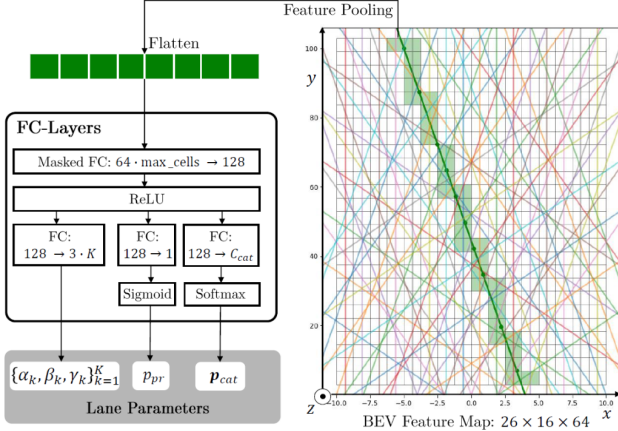 Feature Pooling
Flatten
FC-Layers
Masked FC: 64 · max_cells → 128
ReLU
FC:
128 → 3 · K
FC:
128 → 1
FC:
128 → C_cat
Sigmoid
Softmax
{α_k, β_k, γ_k}_{k=1}^K
p_pr
p_cat
Lane Parameters
y
100
80
60
40
20
z
-10.0 -7.5 -5.0 -2.5 0.0 2.5 5.0 7.5 10.0
x
BEV Feature Map: 26 × 16 × 64